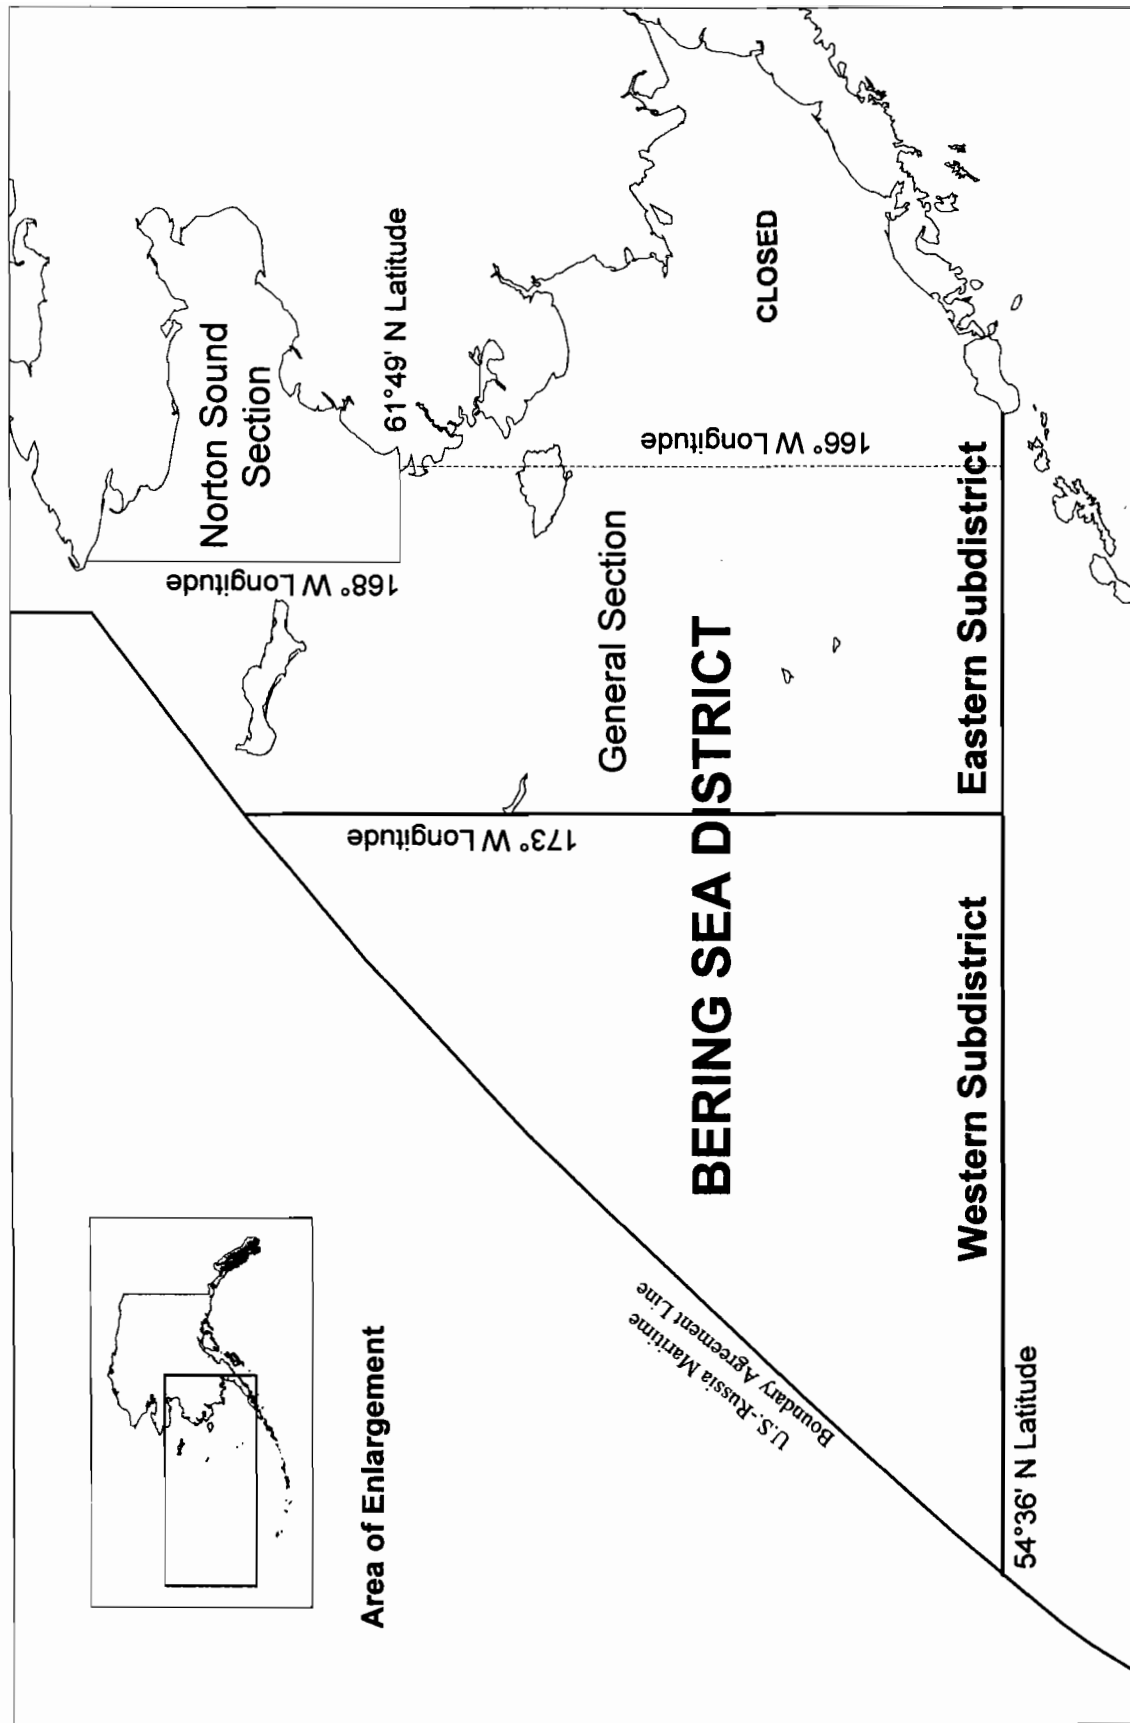 Area of Enlargement
U.S.-Russia Maritime
Boundary Agreement Line
54°36' N Latitude
Western Subdistrict
BERING SEA DISTRICT
173° W Longitude
Eastern Subdistrict
General Section
168° W Longitude
Norton Sound
Section
61°49' N Latitude
166° W Longitude
CLOSED